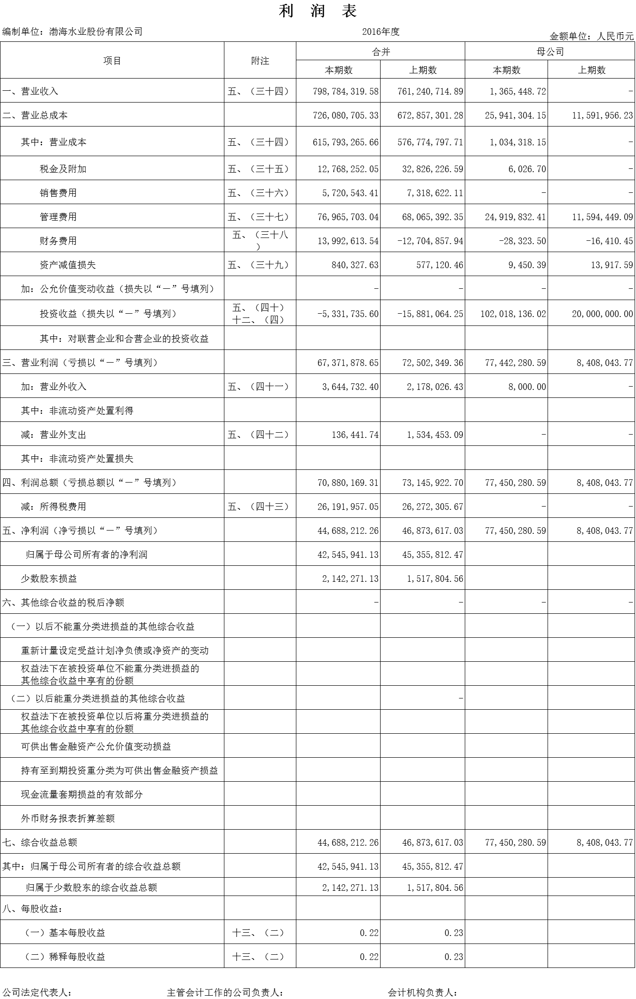 利 润 表
编制单位：渤海水业股份有限公司 2016年度 金额单位：人民币元
项目 附注 合并 母公司
本期数 上期数 本期数 上期数
一、营业收入 五、（三十四） 798,784,319.58 761,240,714.89 1,365,448.72 -
二、营业总成本 726,080,705.33 672,857,301.28 25,941,304.15 11,591,956.23
其中：营业成本 五、（三十四） 615,793,265.66 576,774,797.71 1,034,318.15 -
税金及附加 五、（三十五） 12,768,252.05 32,826,226.59 6,026.70 -
销售费用 五、（三十六） 5,720,543.41 7,318,622.11 - -
管理费用 五、（三十七） 76,965,703.04 68,065,392.35 24,919,832.41 11,594,449.09
财务费用 五、（三十八） 13,992,613.54 -12,704,857.94 -28,323.50 -16,410.45
资产减值损失 五、（三十九） 840,327.63 577,120.46 9,450.39 13,917.59
加：公允价值变动收益（损失以“－”号填列） - - - -
投资收益（损失以“－”号填列） 五、（四十） 十二、（四） -5,331,735.60 -15,881,064.25 102,018,136.02 20,000,000.00
其中：对联营企业和合营企业的投资收益
三、营业利润（亏损以“－”号填列） 67,371,878.65 72,502,349.36 77,442,280.59 8,408,043.77
加：营业外收入 五、（四十一） 3,644,732.40 2,178,026.43 8,000.00 -
其中：非流动资产处置利得
减：营业外支出 五、（四十二） 136,441.74 1,534,453.09 - -
其中：非流动资产处置损失
四、利润总额（亏损总额以“－”号填列） 70,880,169.31 73,145,922.70 77,450,280.59 8,408,043.77
减：所得税费用 五、（四十三） 26,191,957.05 26,272,305.67 - -
五、净利润（净亏损以“－”号填列） 44,688,212.26 46,873,617.03 77,450,280.59 8,408,043.77
归属于母公司所有者的净利润 42,545,941.13 45,355,812.47
少数股东损益 2,142,271.13 1,517,804.56
六、其他综合收益的税后净额 - - - -
（一）以后不能重分类进损益的其他综合收益
重新计量设定受益计划净负债或净资产的变动
权益法下在被投资单位不能重分类进损益的
其他综合收益中享有的份额
（二）以后能重分类进损益的其他综合收益 -
权益法下在被投资单位以后将重分类进损益的
其他综合收益中享有的份额
可供出售金融资产公允价值变动损益
持有至到期投资重分类为可供出售金融资产损益
现金流量套期损益的有效部分
外币财务报表折算差额
七、综合收益总额 44,688,212.26 46,873,617.03 77,450,280.59 8,408,043.77
其中：归属于母公司所有者的综合收益总额 42,545,941.13 45,355,812.47
归属于少数股东的综合收益总额 2,142,271.13 1,517,804.56
八、每股收益：
（一）基本每股收益 十三、（二） 0.22 0.23
（二）稀释每股收益 十三、（二） 0.22 0.23
公司法定代表人： 主管会计工作的公司负责人： 会计机构负责人：